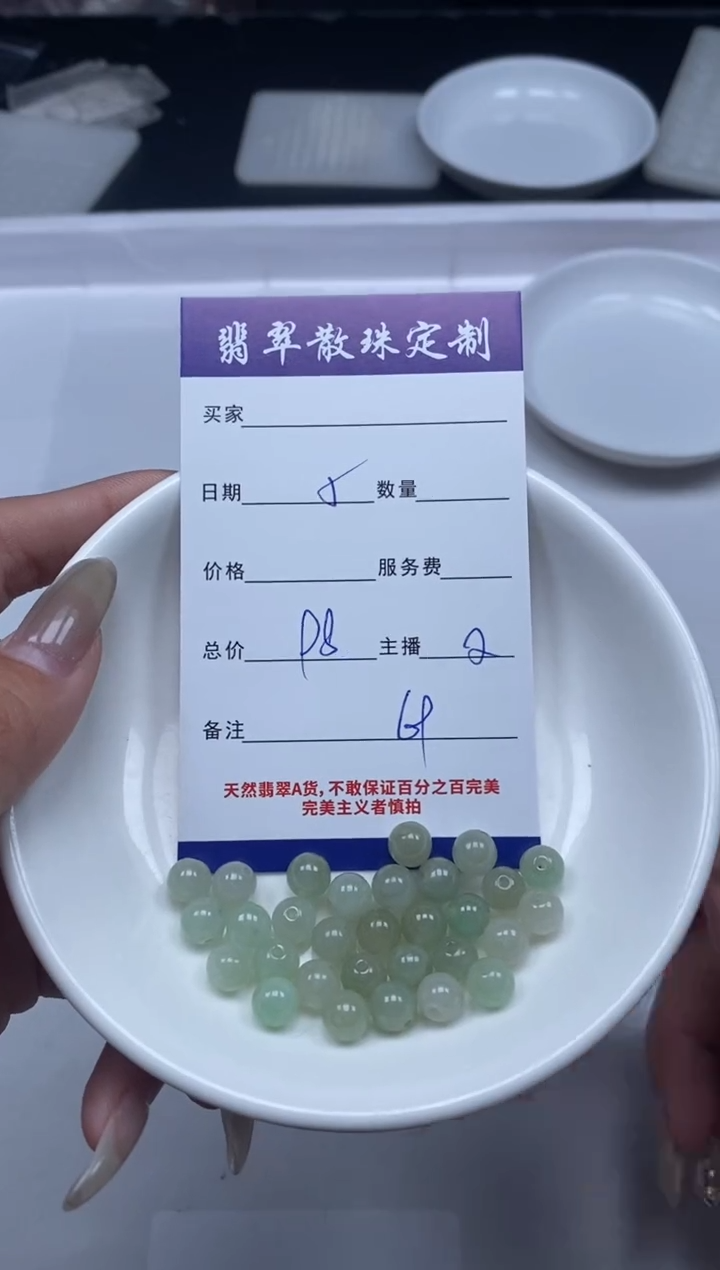 翡翠散珠定制
买家
日期 数量
价格 服务费
总价 P8 主播 2
备注
天然翡翠A货，不敢保证百分之百完美
完美主义者慎拍